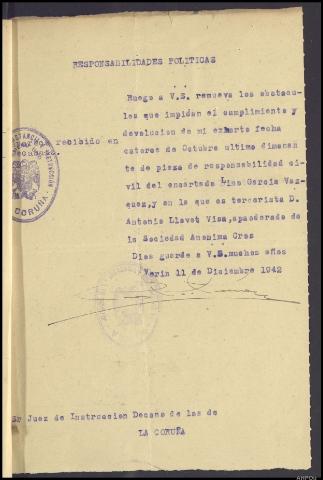 RESPONSABILIDADES POLITICAS
Ruego a V.S. remueva los obstacu-
los que impidan el cumplimiento y
devolucion de mi exhorto fecha
catorce de Octubre ultimo dimanan
te de pieza de responsabilidad ci-
vil del encartado Lino Garcia Vaz-
quez,y en la que es tercerista D.
Antonio Llavet Visa,apoderado de
la Sociedad Anonima Cros
Dios guarde a V.S.muchos años
Verin 11 de Diciembre 1942
recibido en
Decanato.
CORUÑA
Sr Juez de Instruccion Decano de los de
LA CORUÑA